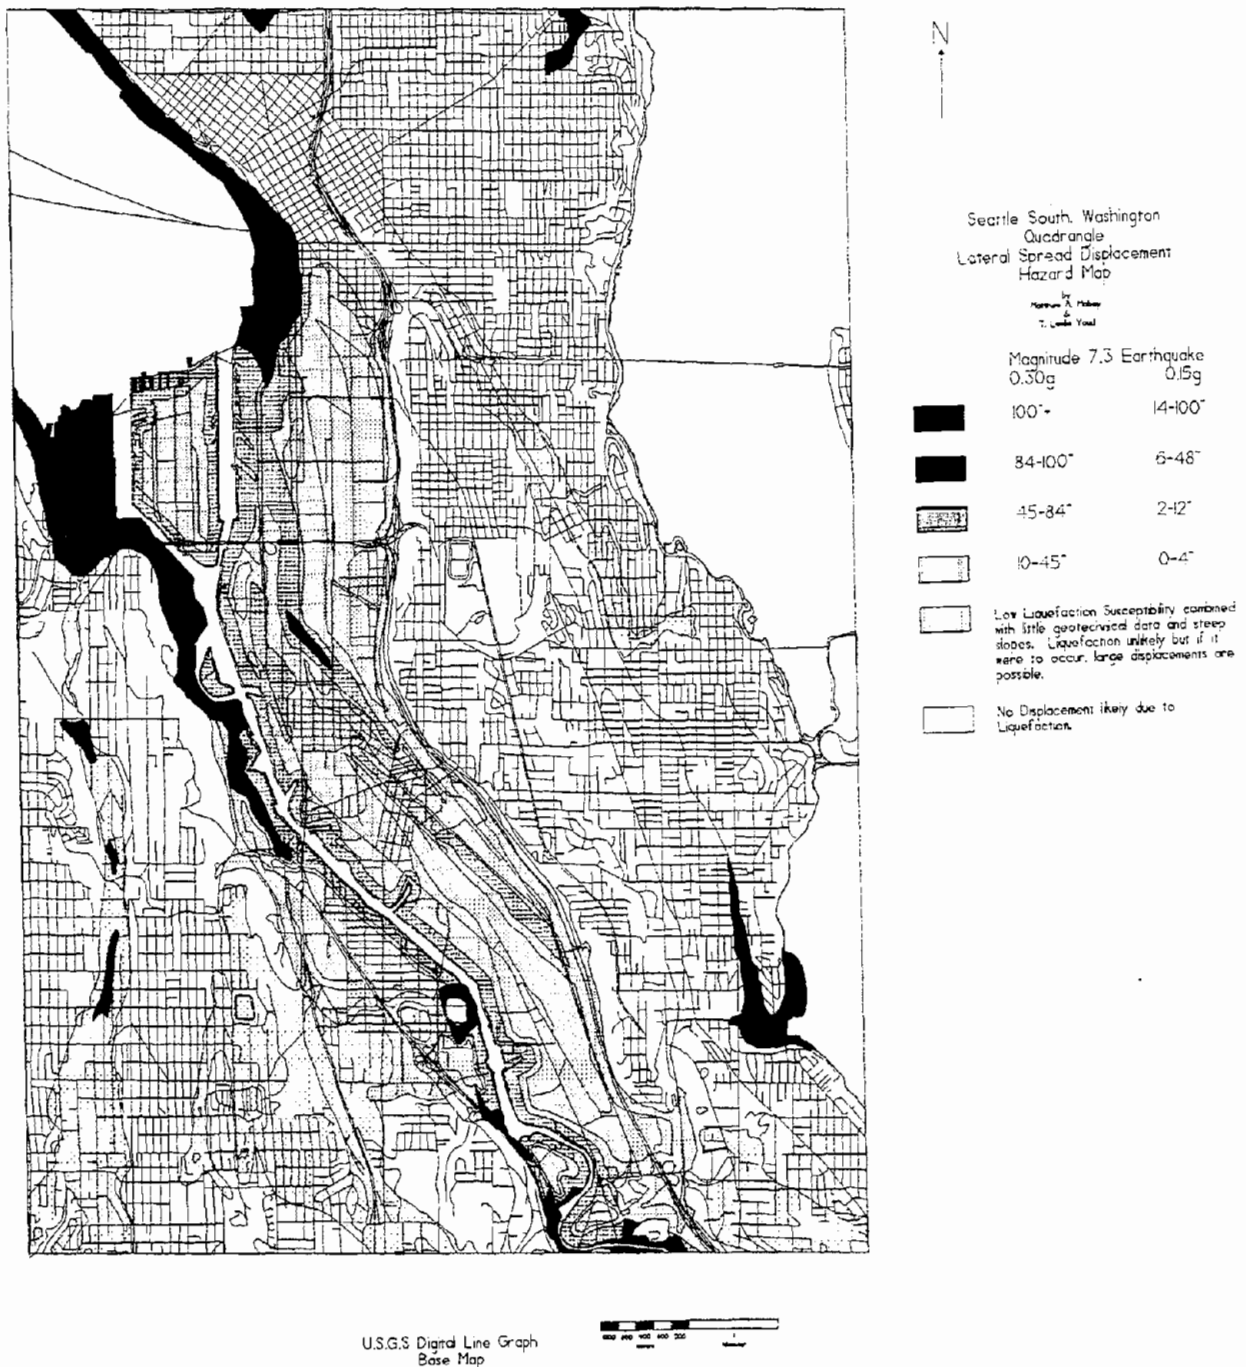 N
Seattle South, Washington
Quadrangle
Lateral Spread Displacement
Hazard Map
by
A. Mabey
&
T. Youd
Magnitude 7.3 Earthquake
0.30g 0.15g
100"+ 14-100"
84-100" 6-48"
45-84" 2-12"
10-45" 0-4"
Low Liquefaction Susceptibility combined
with little geotechnical data and steep
slopes. Liquefaction unlikely but if it
were to occur, large displacements are
possible.
No Displacement likely due to
Liquefaction.
U.S.G.S Digital Line Graph
Base Map